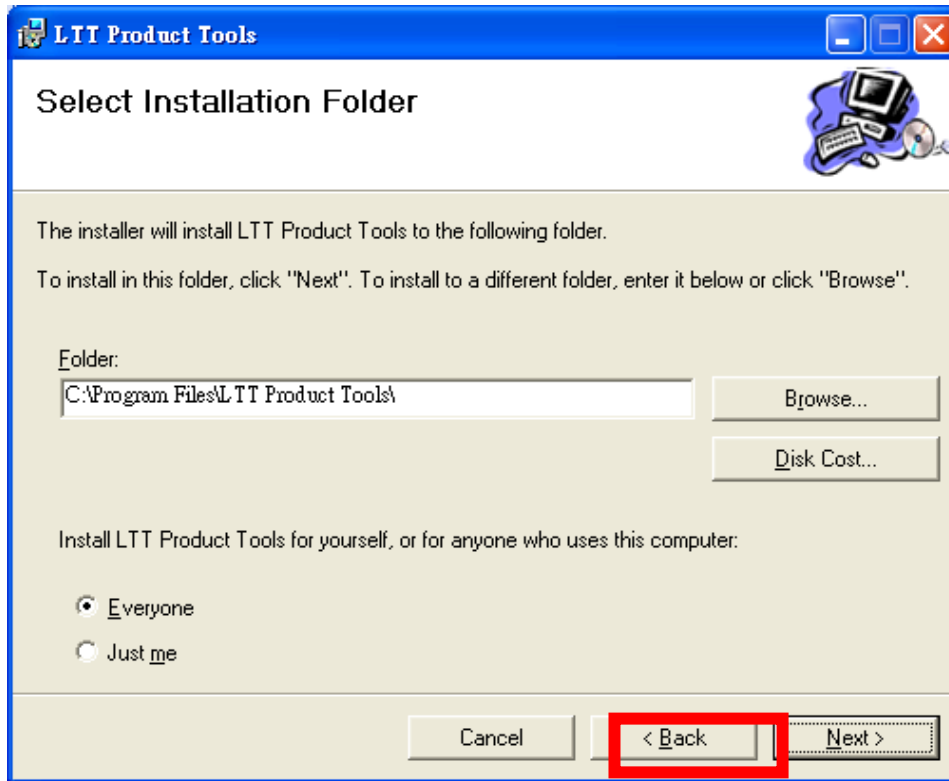 LTT Product Tools
Select Installation Folder
The installer will install LTT Product Tools to the following folder.
To install in this folder, click "Next". To install to a different folder, enter it below or click "Browse".
Folder:
C:\Program Files\LTT Product Tools\
Browse...
Disk Cost...
Install LTT Product Tools for yourself, or for anyone who uses this computer:
Everyone
Just me
Cancel
< Back
Next >